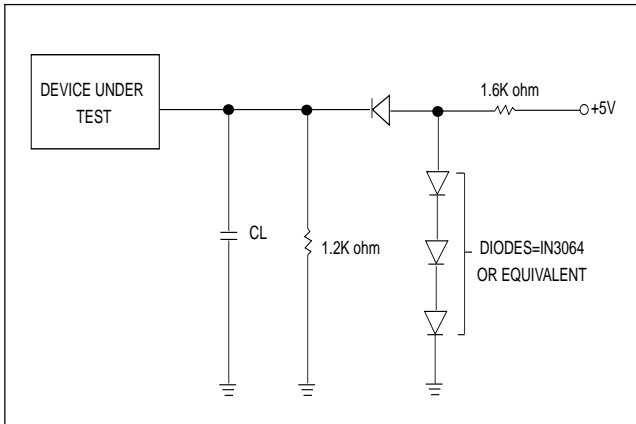 DEVICE UNDER
TEST
1.6K ohm
+5V
CL
1.2K ohm
DIODES=IN3064
OR EQUIVALENT